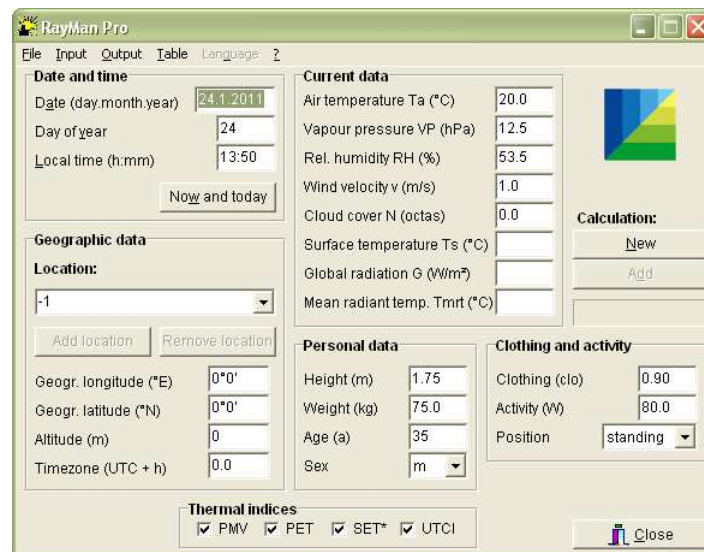 RayMan Pro
File Input Output Table Language ?
Date and time
Date (day.month.year) 24.1.2011
Day of year 24
Local time (h:mm) 13:50
Now and today
Geographic data
Location:
-1
Add location Remove location
Geogr. longitude (°E) 0°0'
Geogr. latitude (°N) 0°0'
Altitude (m) 0
Timezone (UTC + h) 0.0
Current data
Air temperature Ta (°C) 20.0
Vapour pressure VP (hPa) 12.5
Rel. humidity RH (%) 53.5
Wind velocity v (m/s) 1.0
Cloud cover N (octas) 0.0
Surface temperature Ts (°C)
Global radiation G (W/m²)
Mean radiant temp. Tmrt (°C)
Calculation:
New
Add
Personal data
Height (m) 1.75
Weight (kg) 75.0
Age (a) 35
Sex m
Clothing and activity
Clothing (clo) 0.90
Activity (W) 80.0
Position standing
Thermal indices
PMV PET SET* UTCI
Close